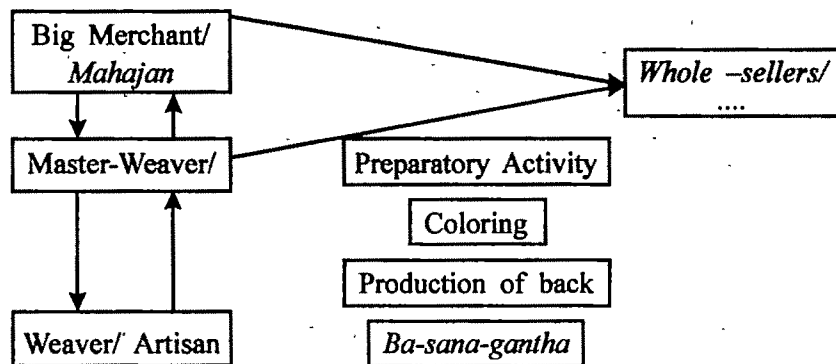 Big Merchant/
Mahajan
Whole –sellers/
....
Master-Weaver/
Preparatory Activity
Coloring
Production of back
Weaver/ Artisan
Ba-sana-gantha